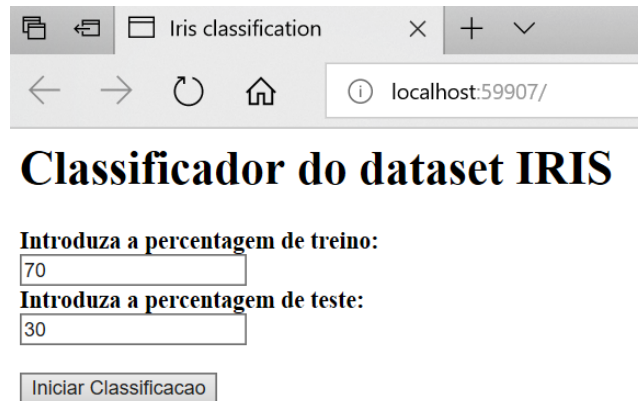 Iris classification
localhost:59907/
Classificador do dataset IRIS
Introduza a percentagem de treino:
70
Introduza a percentagem de teste:
30
Iniciar Classificacao